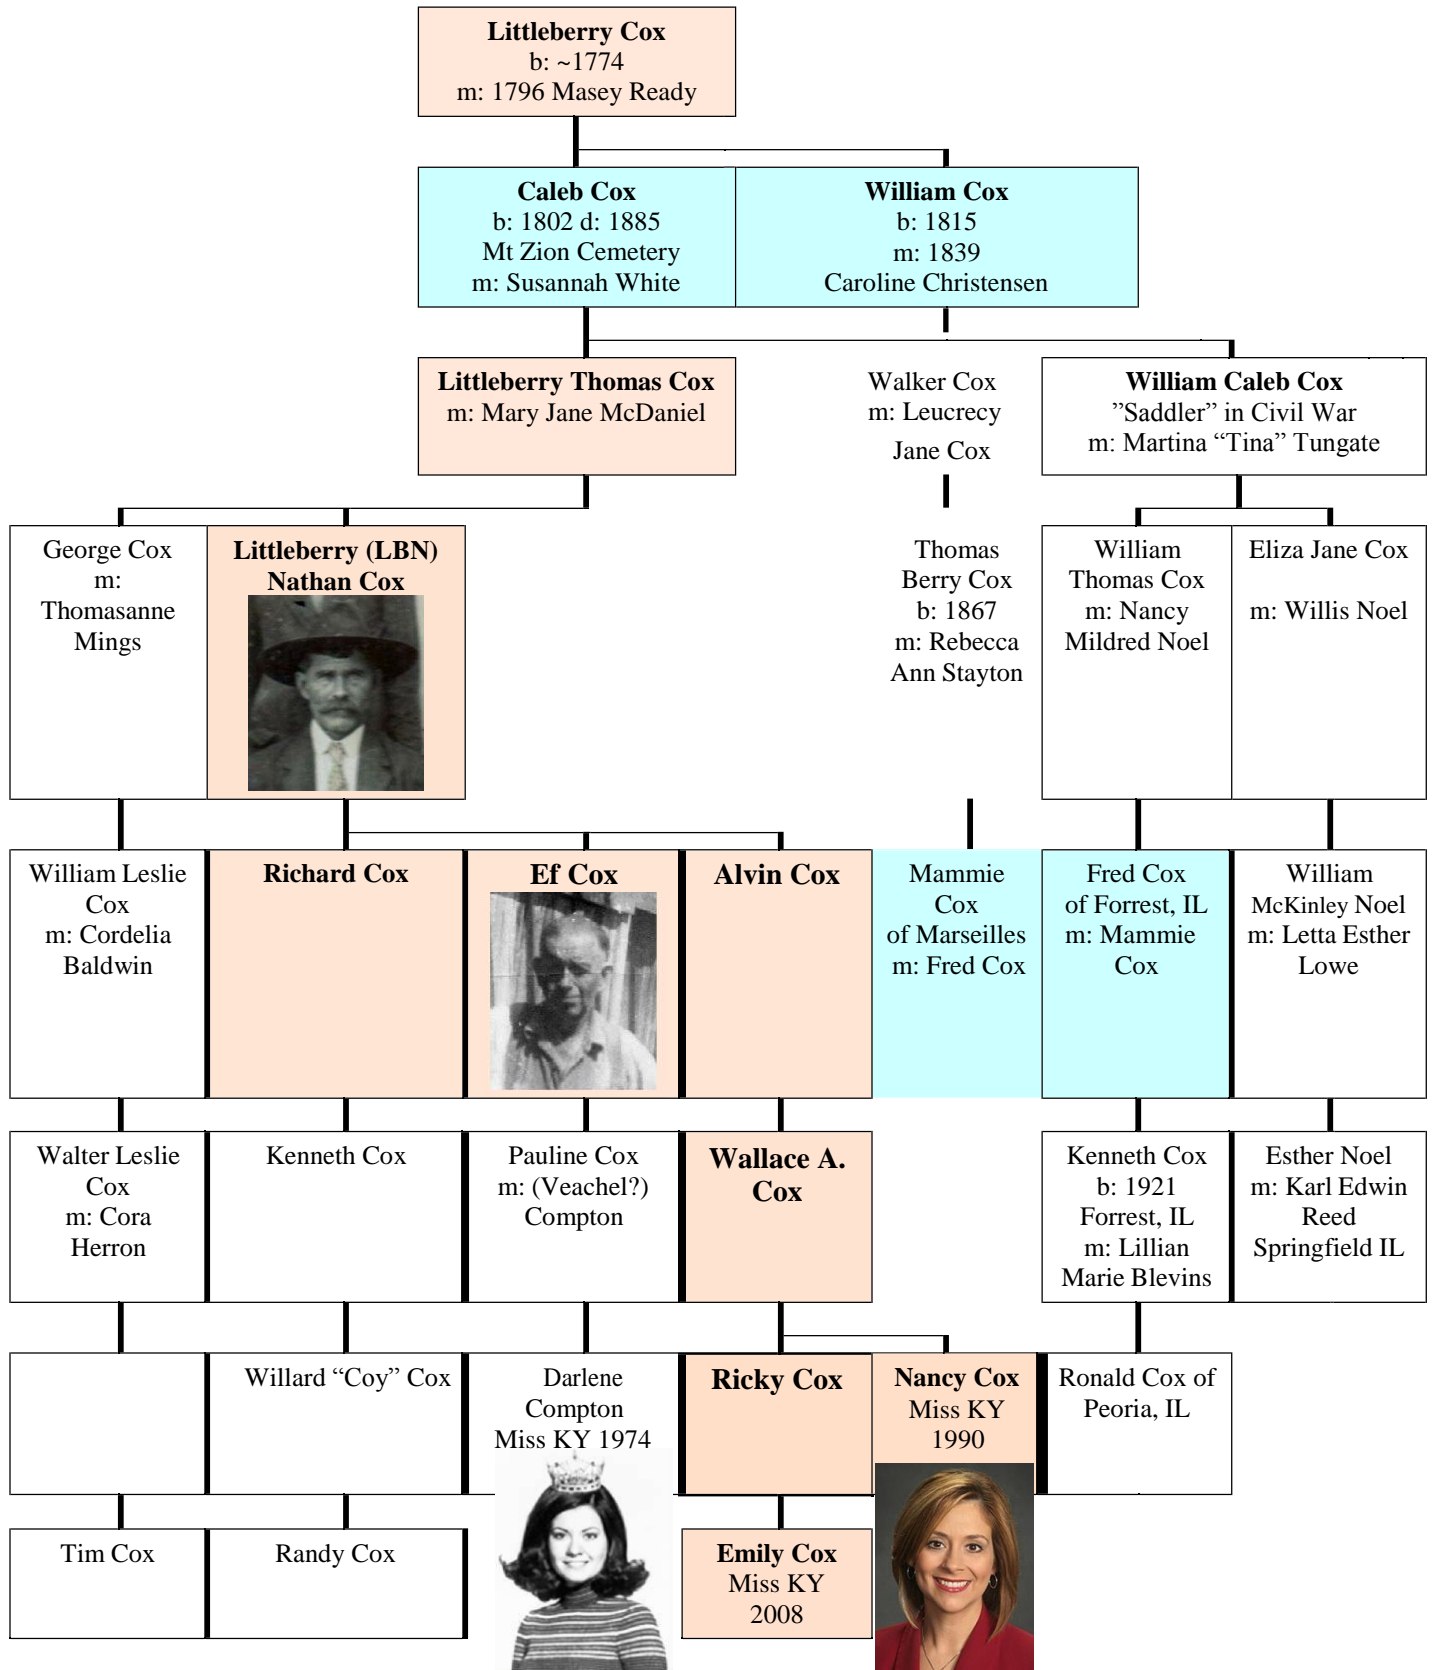 Littleberry Cox
b: ~1774
m: 1796 Masey Ready
Caleb Cox
b: 1802 d: 1885
Mt Zion Cemetery
m: Susannah White
William Cox
b: 1815
m: 1839
Caroline Christensen
Littleberry Thomas Cox
m: Mary Jane McDaniel
Walker Cox
m: Leucrecy
Jane Cox
William Caleb Cox
”Saddler” in Civil War
m: Martina “Tina” Tungate
George Cox
m:
Thomasanne
Mings
Littleberry (LBN)
Nathan Cox
Thomas
Berry Cox
b: 1867
m: Rebecca
Ann Stayton
William
Thomas Cox
m: Nancy
Mildred Noel
Eliza Jane Cox
m: Willis Noel
William Leslie
Cox
m: Cordelia
Baldwin
Richard Cox
Ef Cox
Alvin Cox
Mammie
Cox
of Marseilles
m: Fred Cox
Fred Cox
of Forrest, IL
m: Mammie
Cox
William
McKinley Noel
m: Letta Esther
Lowe
Walter Leslie
Cox
m: Cora
Herron
Kenneth Cox
Pauline Cox
m: (Veachel?)
Compton
Wallace A.
Cox
Kenneth Cox
b: 1921
Forrest, IL
m: Lillian
Marie Blevins
Esther Noel
m: Karl Edwin
Reed
Springfield IL
Willard “Coy” Cox
Darlene
Compton
Miss KY 1974
Ricky Cox
Nancy Cox
Miss KY
1990
Ronald Cox of
Peoria, IL
Tim Cox
Randy Cox
Emily Cox
Miss KY
2008